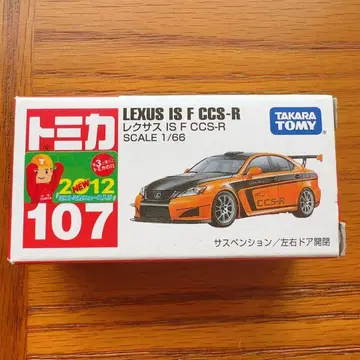 トミカ
2012
NEW
107
LEXUS IS F CCS-R
レクサス IS F CCS-R
SCALE 1/66
TAKARA
TOMY
CCS-R
サスペンション/左右ドア開閉